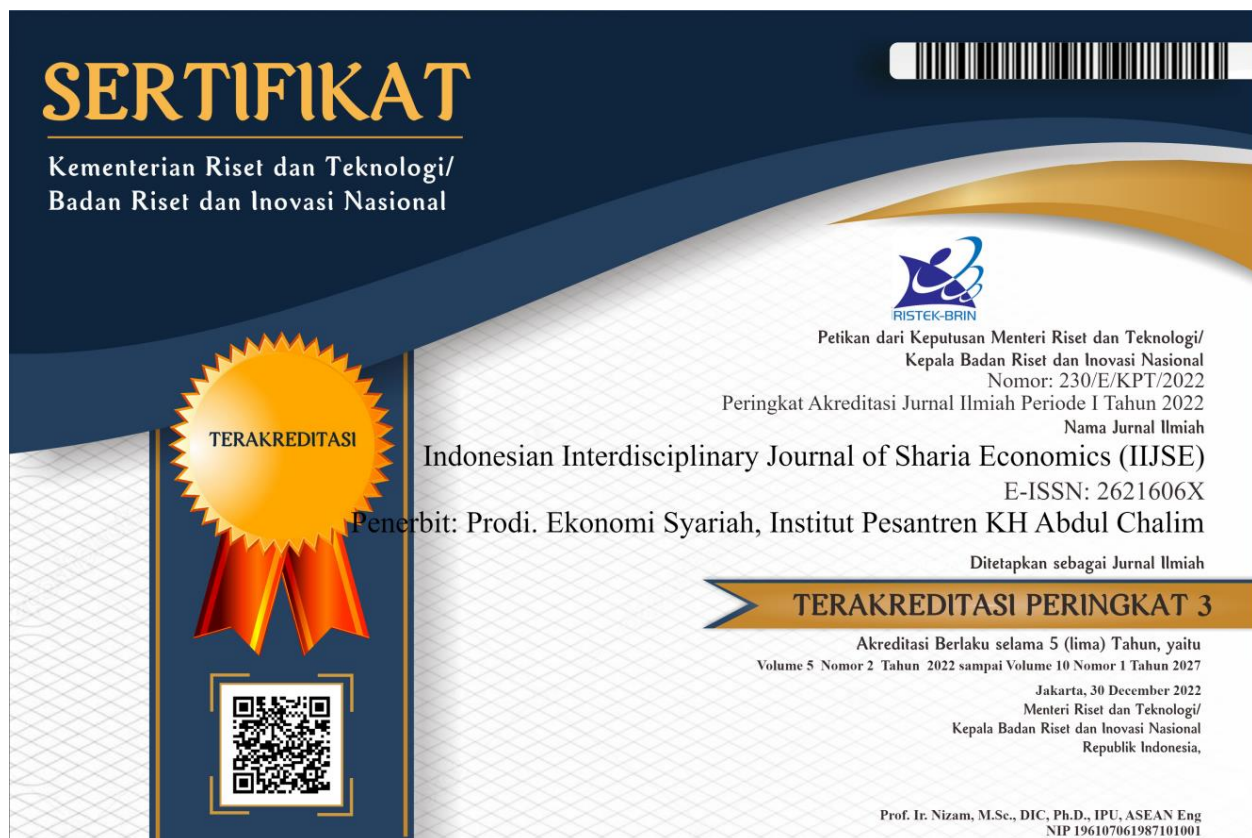 SERTIFIKAT
Kementerian Riset dan Teknologi/
Badan Riset dan Inovasi Nasional
RISTEK-BRIN
Petikan dari Keputusan Menteri Riset dan Teknologi/
Kepala Badan Riset dan Inovasi Nasional
Nomor: 230/E/KPT/2022
Peringkat Akreditasi Jurnal Ilmiah Periode I Tahun 2022
Nama Jurnal Ilmiah
TERAKREDITASI
Indonesian Interdisciplinary Journal of Sharia Economics (IIJSE)
E-ISSN: 2621606X
Penerbit: Prodi. Ekonomi Syariah, Institut Pesantren KH Abdul Chalim
Ditetapkan sebagai Jurnal Ilmiah
TERAKREDITASI PERINGKAT 3
Akreditasi Berlaku selama 5 (lima) Tahun, yaitu
Volume 5 Nomor 2 Tahun 2022 sampai Volume 10 Nomor 1 Tahun 2027
Jakarta, 30 December 2022
Menteri Riset dan Teknologi/
Kepala Badan Riset dan Inovasi Nasional
Republik Indonesia,
Prof. Ir. Nizam, M.Sc., DIC, Ph.D., IPU, ASEAN Eng
NIP 196107061987101001